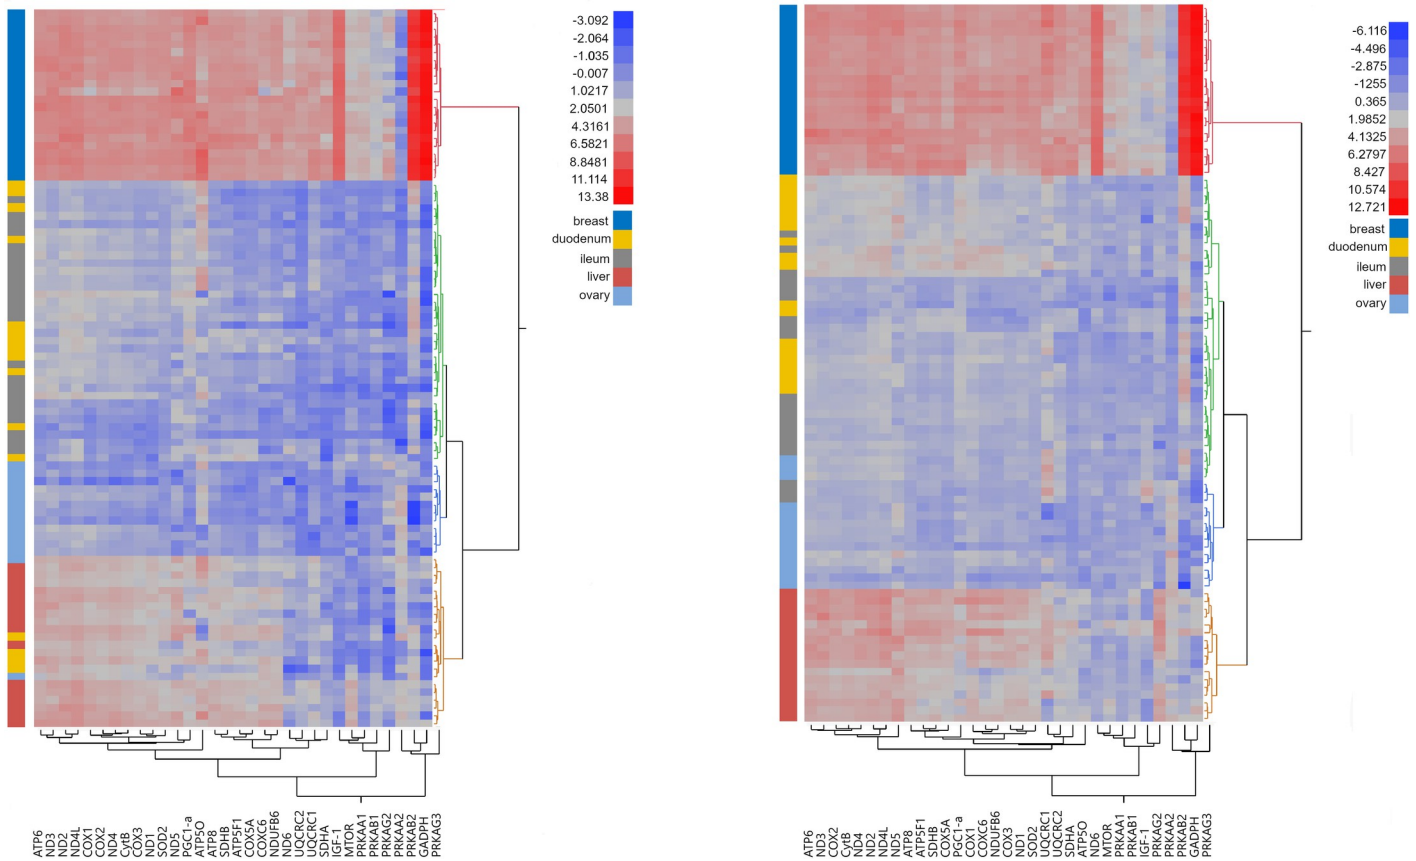 -3.092
-2.064
-1.035
-0.007
1.0217
2.0501
4.3161
6.5821
8.8481
11.114
13.38
breast
duodenum
ileum
liver
ovary
-6.116
-4.496
-2.875
-1255
0.365
1.9852
4.1325
6.2797
8.427
10.574
12.721
breast
duodenum
ileum
liver
ovary
ATP6
ND3
ND2
ND4L
COX1
COX2
ND4
CytB
COX3
ND1
SOD2
ND5
PGC1-a
ATP5O
ATP8
SDHB
ATP5F1
COX5A
COXC6
NDUFB6
ND6
UQCRC2
UQCRC1
SDHA
IGF-1
MTOR
PRKAA1
PRKAB1
PRKAG2
PRKAA2
PRKAB2
GADPH
PRKAG3
ATP6
ND3
COX2
CytB
ND4
ND2
ND4L
ND5
ATP8
ATP5F1
SDHB
COX5A
PGC1-a
COX1
COXC6
NDUFB6
COX3
ND1
SOD2
UQCRC1
UQCRC2
SDHA
ATP5O
ND6
MTOR
PRKAA1
PRKAB1
IGF-1
PRKAG2
PRKAA2
PRKAB2
GADPH
PRKAG3